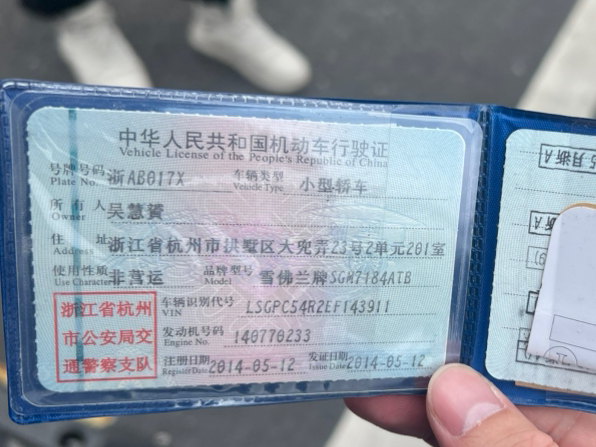 中华人民共和国机动车行驶证
Vehicle License of the People's Republic of China
号牌号码 浙AB017X 车辆类型 小型轿车
Plate No. Vehicle Type
所有人 吴慧贇
Owner
住址 浙江省杭州市拱墅区大兜弄23号2单元201室
Address
使用性质 非营运 品牌型号 雪佛兰牌SGM7184ATB
Use Character Model
浙江省杭州
市公安局交
通警察支队
车辆识别代号 LSGPC54R2EF143911
VIN
发动机号码 140770233
Engine No.
注册日期 2014-05-12 发证日期 2014-05-12
Register Date Issue Date